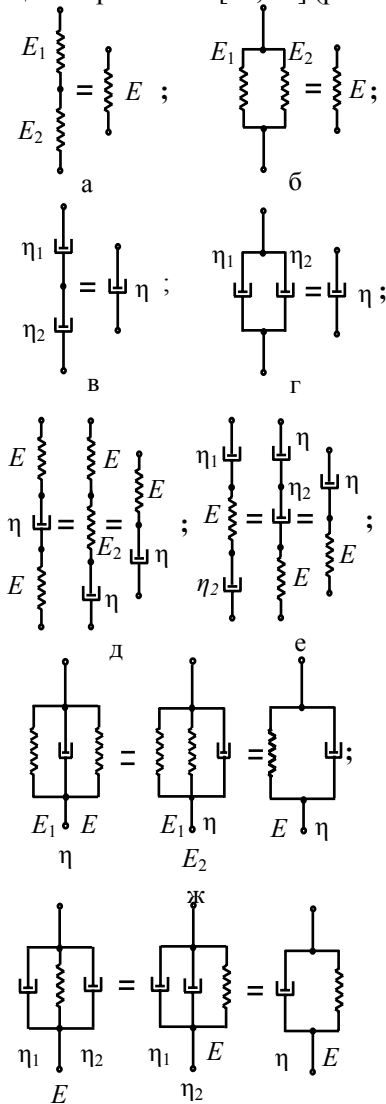 E₁ E₂ = E ;
а
E₁ E₂ = E;
б
η₁ η₂ = η ;
в
η₁ η₂ = η;
г
E η E = E E₂ η = E η ;
д
η₁ E η₂ = η η₂ E = η E ;
е
= = ;
E₁ E E₁ η E η
η E₂
ж
= =
η₁ η₂ η₁ E η E
E η₂